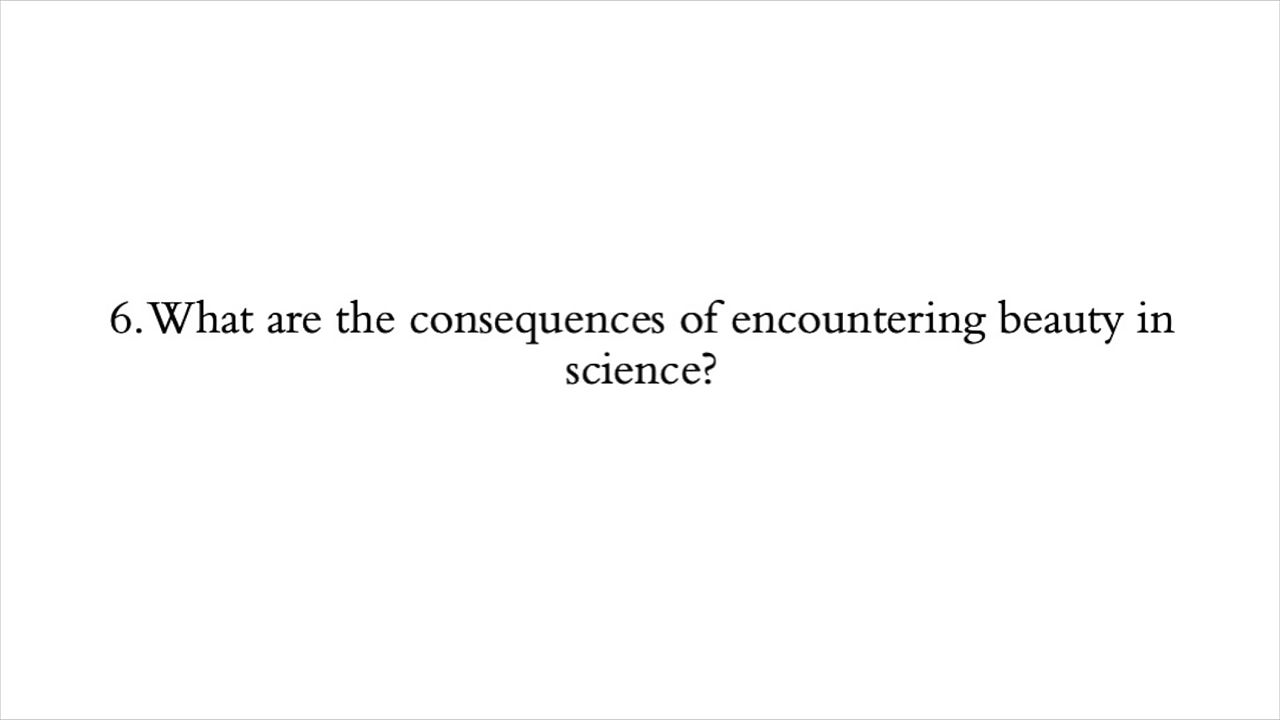 6. What are the consequences of encountering beauty in
science?